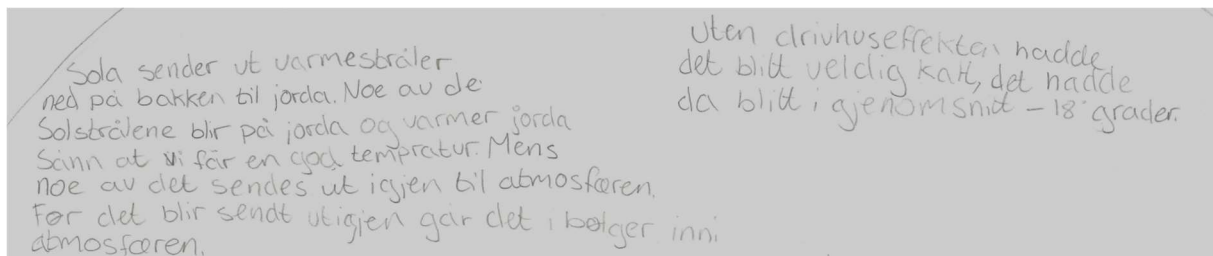 Sola sender ut varmestråler
ned på bakken til jorda. Noe av de
Solstrålene blir på jorda og varmer jorda
Sånn at vi får en god tempratur. Mens
noe av det sendes ut igjen til atmosfæren.
Før det blir sendt ut igjen går det i bølger inni
atmosfæren.
Uten drivhuseffekten hadde
det blitt veldig kaldt, det hadde
da blitt i gjenomsnitt - 18° grader.